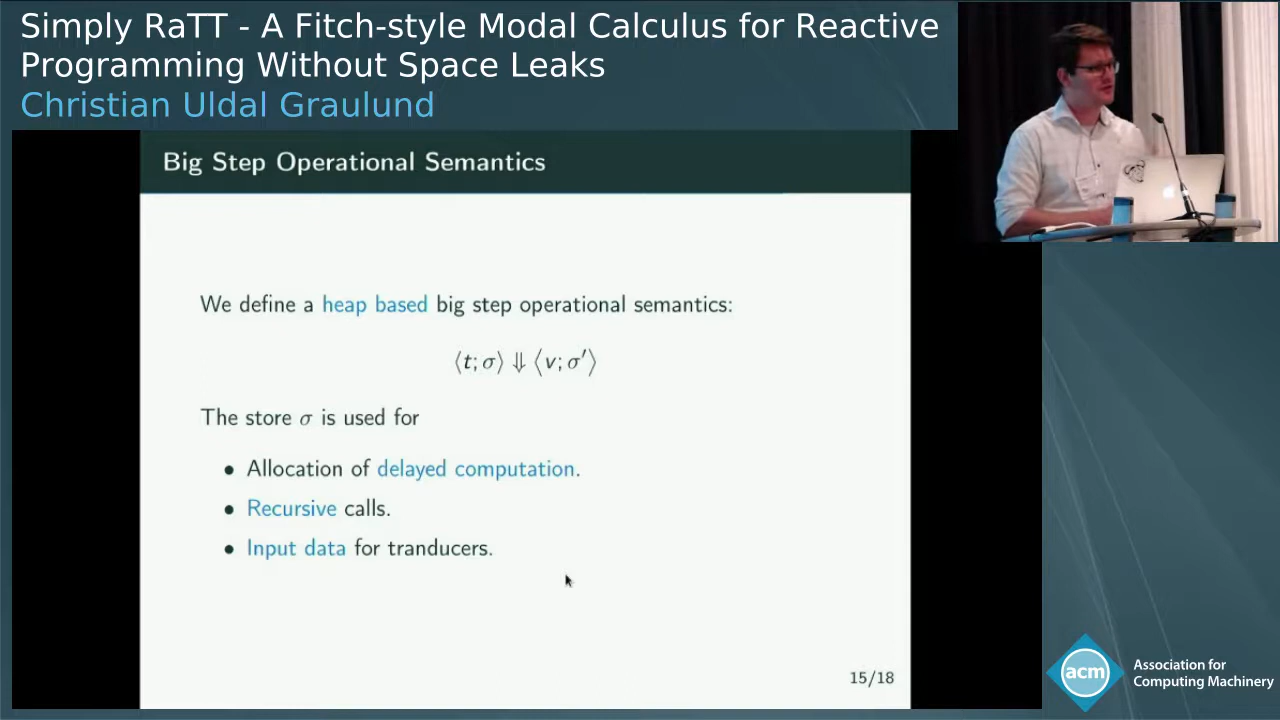 Simply RaTT - A Fitch-style Modal Calculus for Reactive
Programming Without Space Leaks
Christian Uldal Graulund
Big Step Operational Semantics
We define a heap based big step operational semantics:
⟨t; σ⟩ ⇓ ⟨v; σ′⟩
The store σ is used for
• Allocation of delayed computation.
• Recursive calls.
• Input data for tranducers.
15/18
acm
Association for
Computing Machinery